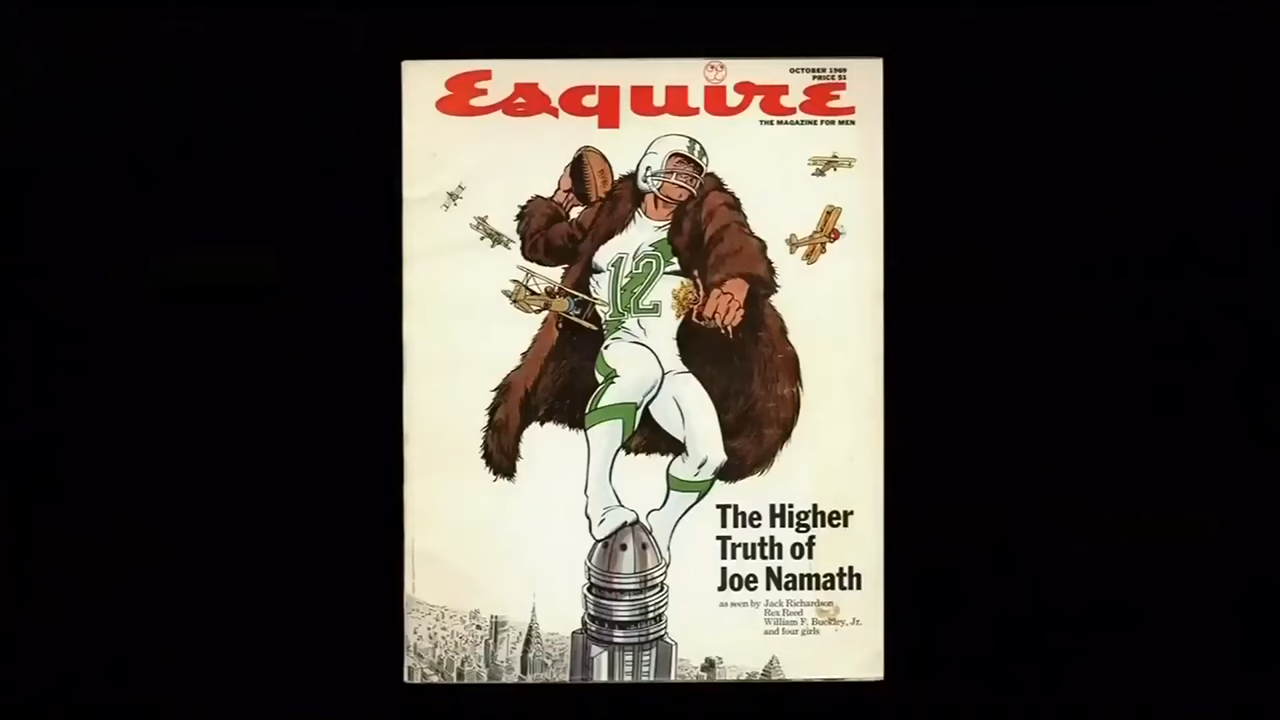 OCTOBER 1969
PRICE $1
Esquire
THE MAGAZINE FOR MEN
12
The Higher
Truth of
Joe Namath
as seen by Jack Richardson
Rex Reed
William F. Buckley, Jr.
and four girls